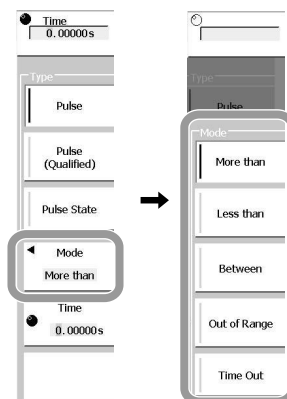 Time
0.00000s
Type
Pulse
Pulse
(Qualified)
Pulse State
Mode
More than
Time
0.00000s
Type
Pulse
Mode
More than
Less than
Between
Out of Range
Time Out